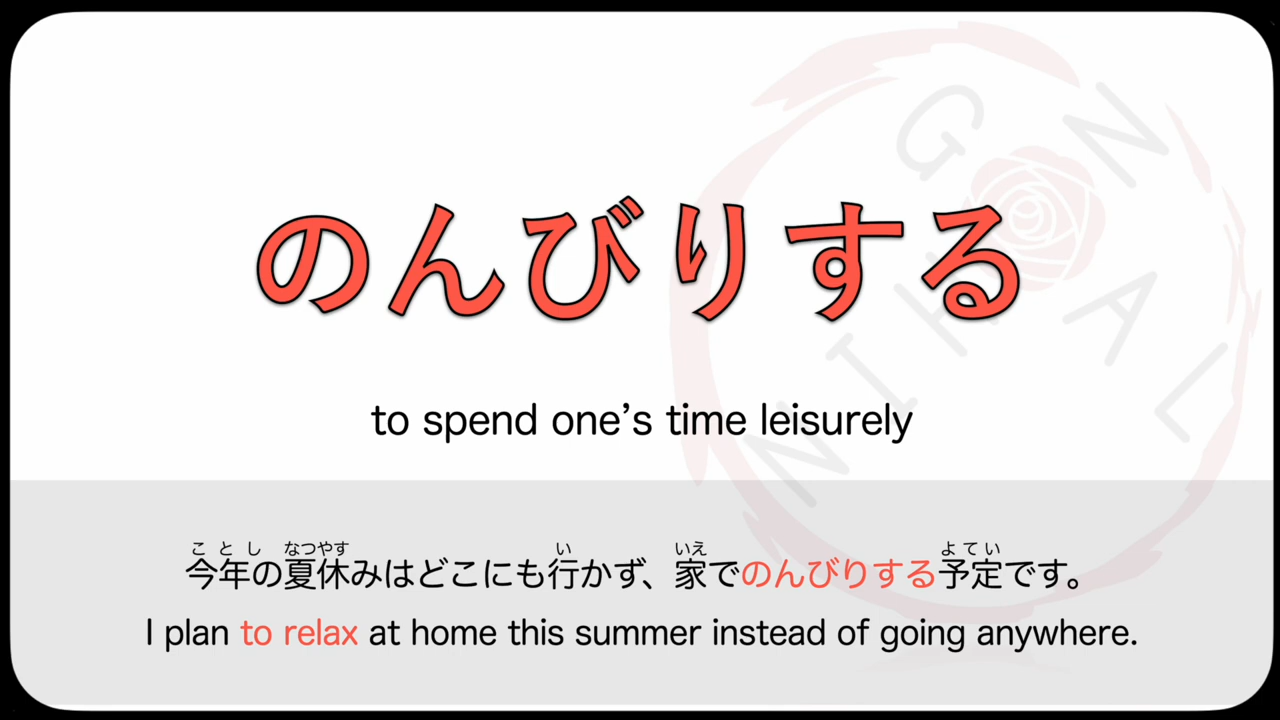 のんびりする
to spend one’s time leisurely
ことし なつやす い いえ よてい
今年の夏休みはどこにも行かず、家でのんびりする予定です。
I plan to relax at home this summer instead of going anywhere.
NIHONGONAL